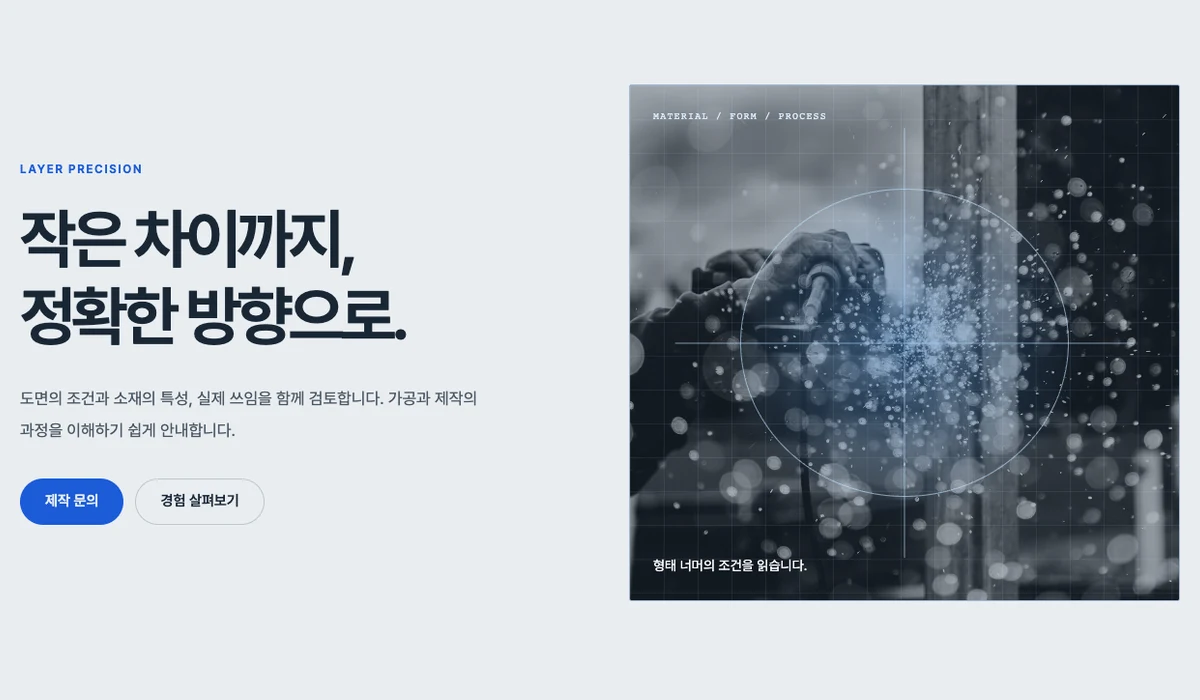 LAYER PRECISION
작은 차이까지,
정확한 방향으로.
도면의 조건과 소재의 특성, 실제 쓰임을 함께 검토합니다. 가공과 제작의
과정을 이해하기 쉽게 안내합니다.
제작 문의
경험 살펴보기
MATERIAL / FORM / PROCESS
형태 너머의 조건을 읽습니다.